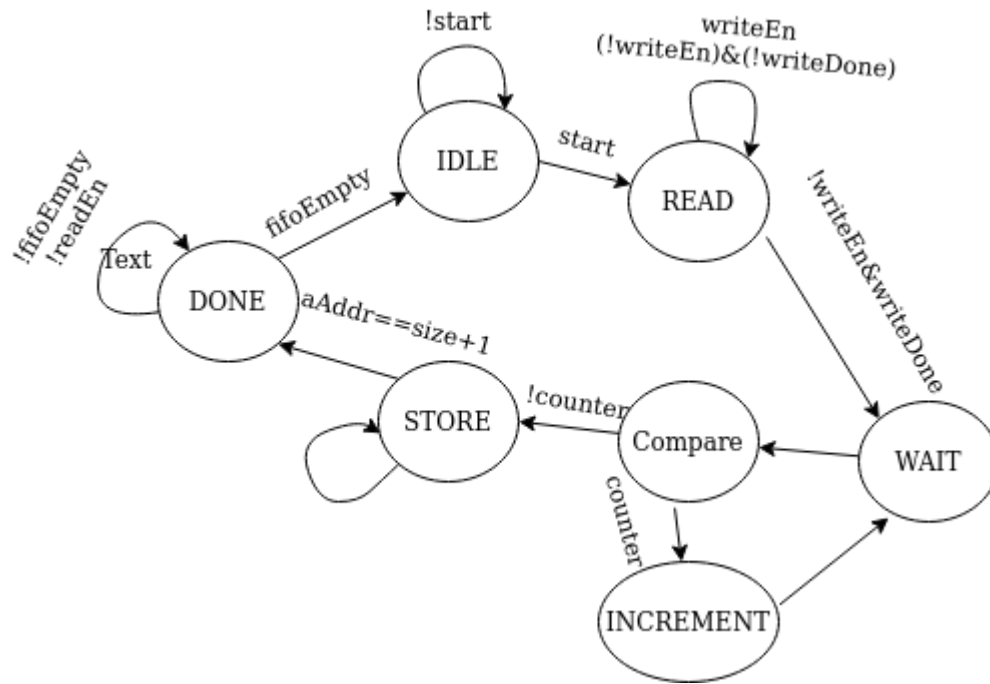 !start
writeEn
(!writeEn)&(!writeDone)
IDLE
start
READ
!fifoEmpty
!readEn
fifoEmpty
Text
DONE
!writeEn&writeDone
aAddr==size+1
STORE
!counter
Compare
WAIT
counter
INCREMENT